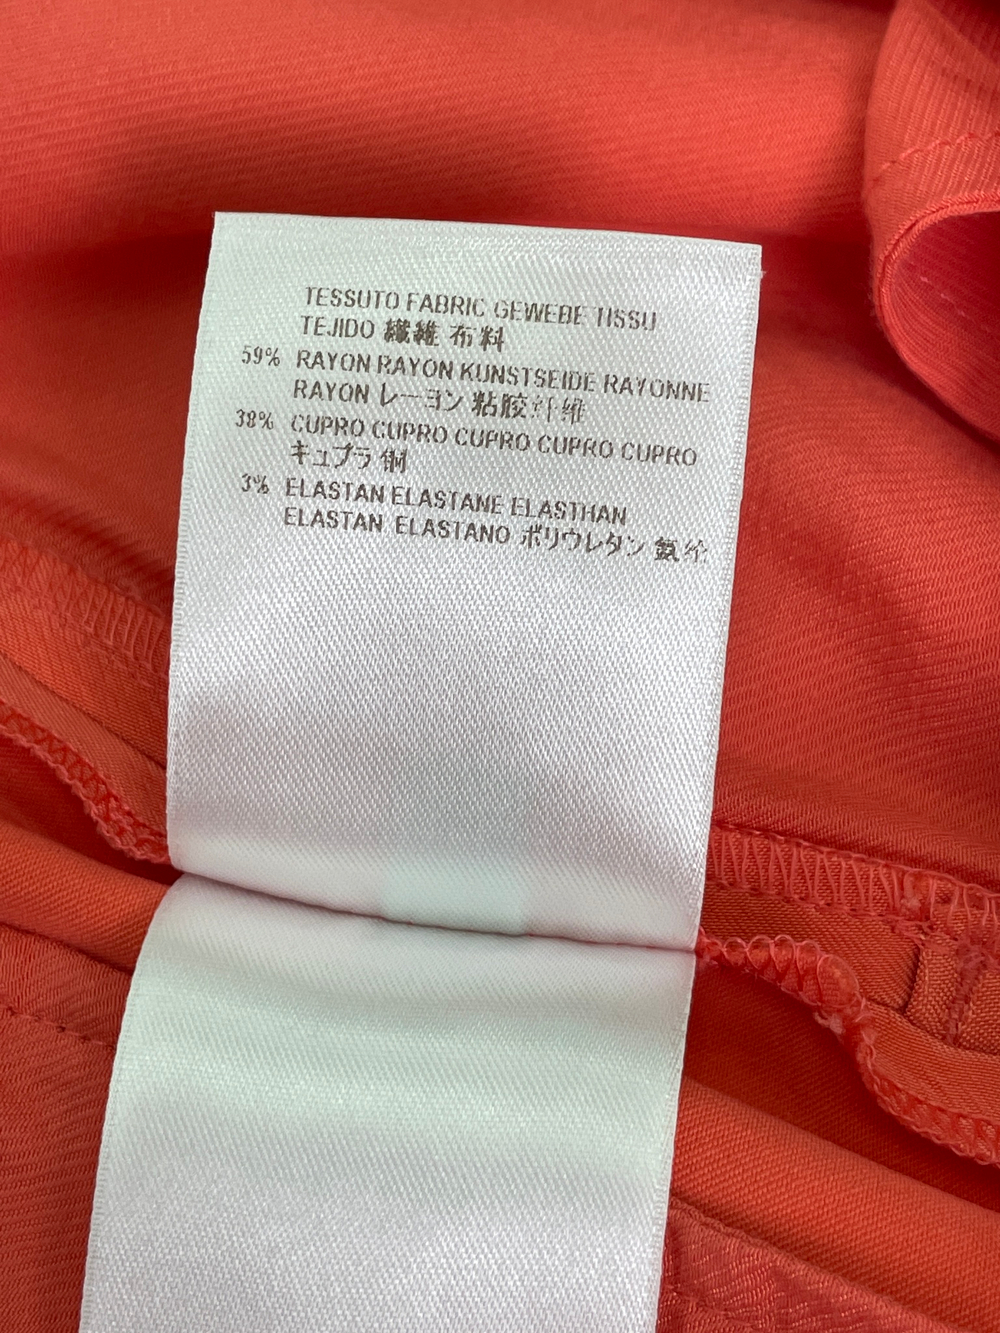 TESSUTO FABRIC GEWEBE TISSU
TEJIDO 繊維 布料
59% RAYON RAYON KUNSTSEIDE RAYONNE
RAYON レーヨン 粘胶纤维
38% CUPRO CUPRO CUPRO CUPRO CUPRO
キュプラ 铜
3% ELASTAN ELASTANE ELASTHAN
ELASTAN ELASTANO ポリウレタン 氨纶